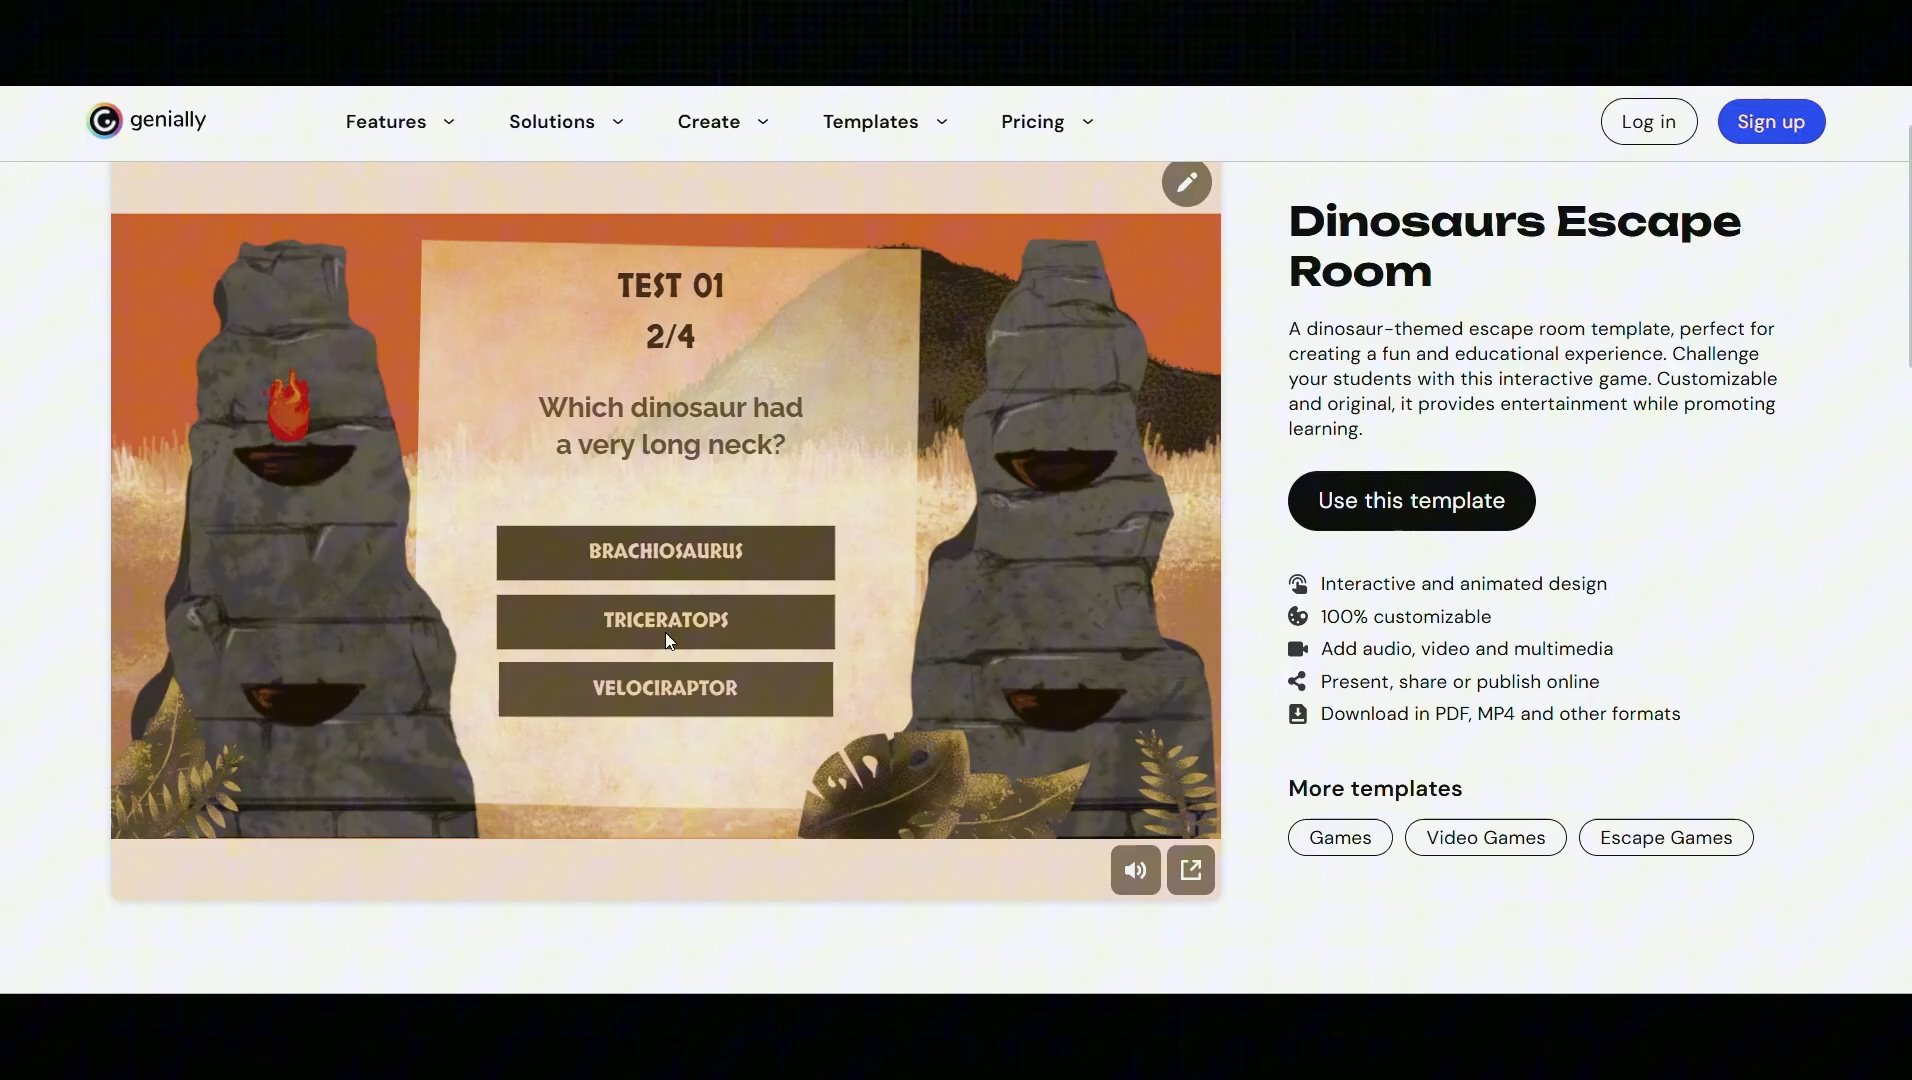 genially
Features
Solutions
Create
Templates
Pricing
Log in
Sign up
TEST 01
2/4
Which dinosaur had
a very long neck?
BRACHIOSAURUS
TRICERATOPS
VELOCIRAPTOR
Dinosaurs Escape
Room
A dinosaur-themed escape room template, perfect for
creating a fun and educational experience. Challenge
your students with this interactive game. Customizable
and original, it provides entertainment while promoting
learning.
Use this template
Interactive and animated design
100% customizable
Add audio, video and multimedia
Present, share or publish online
Download in PDF, MP4 and other formats
More templates
Games
Video Games
Escape Games